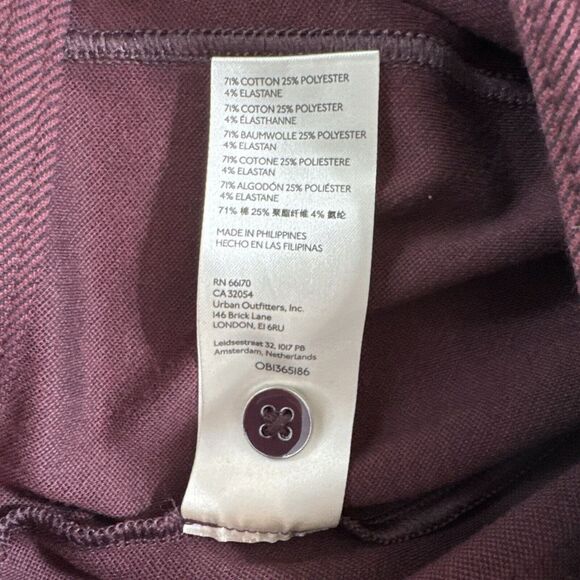 71% COTTON 25% POLYESTER
4% ELASTANE
71% COTON 25% POLYESTER
4% ÉLASTHANNE
71% BAUMWOLLE 25% POLYESTER
4% ELASTAN
71% COTONE 25% POLIESTERE
4% ELASTAN
71% ALGODÓN 25% POLIÉSTER
4% ELASTANE
71% 棉 25% 聚酯纤维 4% 氨纶
MADE IN PHILIPPINES
HECHO EN LAS FILIPINAS
RN 66170
CA 32054
Urban Outfitters, Inc.
146 Brick Lane
LONDON, E1 6RU
Leidsestraat 32, 1017 PB
Amsterdam, Netherlands
OB1365186